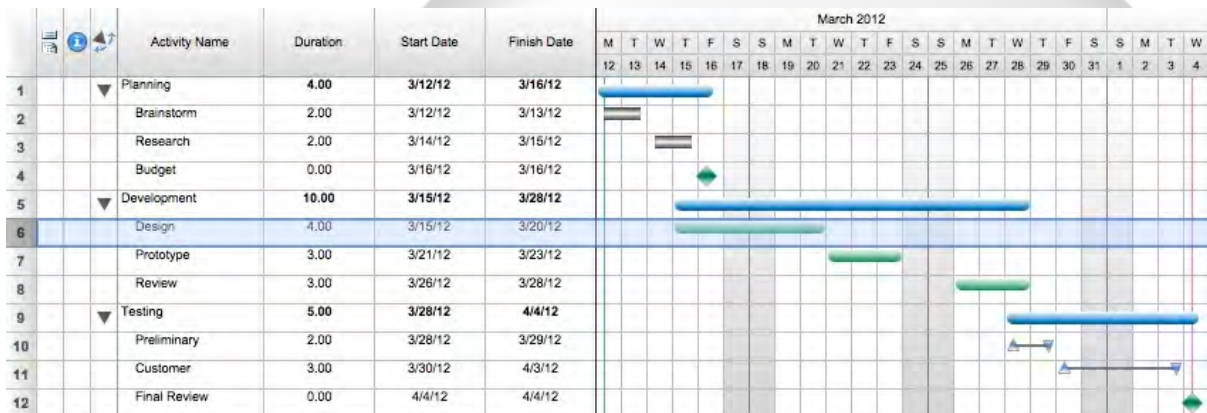 March 2012
Activity Name Duration Start Date Finish Date M T W T F S S M T W T F S S M T W T F S S M T W
12 13 14 15 16 17 18 19 20 21 22 23 24 25 26 27 28 29 30 31 1 2 3 4
1 Planning 4.00 3/12/12 3/16/12
2 Brainstorm 2.00 3/12/12 3/13/12
3 Research 2.00 3/14/12 3/15/12
4 Budget 0.00 3/16/12 3/16/12
5 Development 10.00 3/15/12 3/28/12
6 Design 4.00 3/15/12 3/20/12
7 Prototype 3.00 3/21/12 3/23/12
8 Review 3.00 3/26/12 3/28/12
9 Testing 5.00 3/28/12 4/4/12
10 Preliminary 2.00 3/28/12 3/29/12
11 Customer 3.00 3/30/12 4/3/12
12 Final Review 0.00 4/4/12 4/4/12